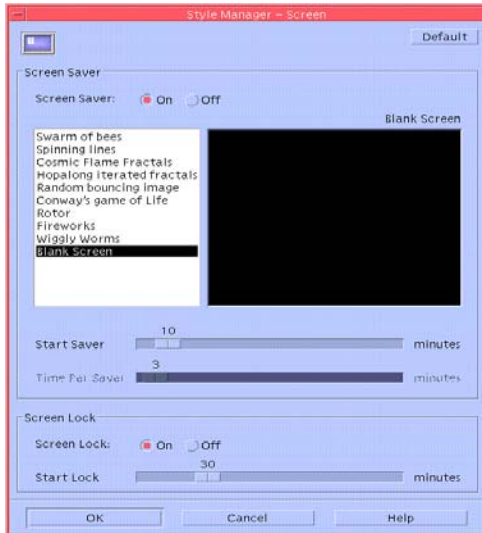 Style Manager – Screen
Default
Screen Saver
Screen Saver: On Off
Blank Screen
Swarm of bees
Spinning lines
Cosmic Flame Fractals
Hopalong iterated fractals
Random bouncing image
Conway's game of Life
Rotor
Fireworks
Wiggly Worms
Blank Screen
10
Start Saver minutes
3
Time Per Saver minutes
Screen Lock
Screen Lock: On Off
30
Start Lock minutes
OK Cancel Help